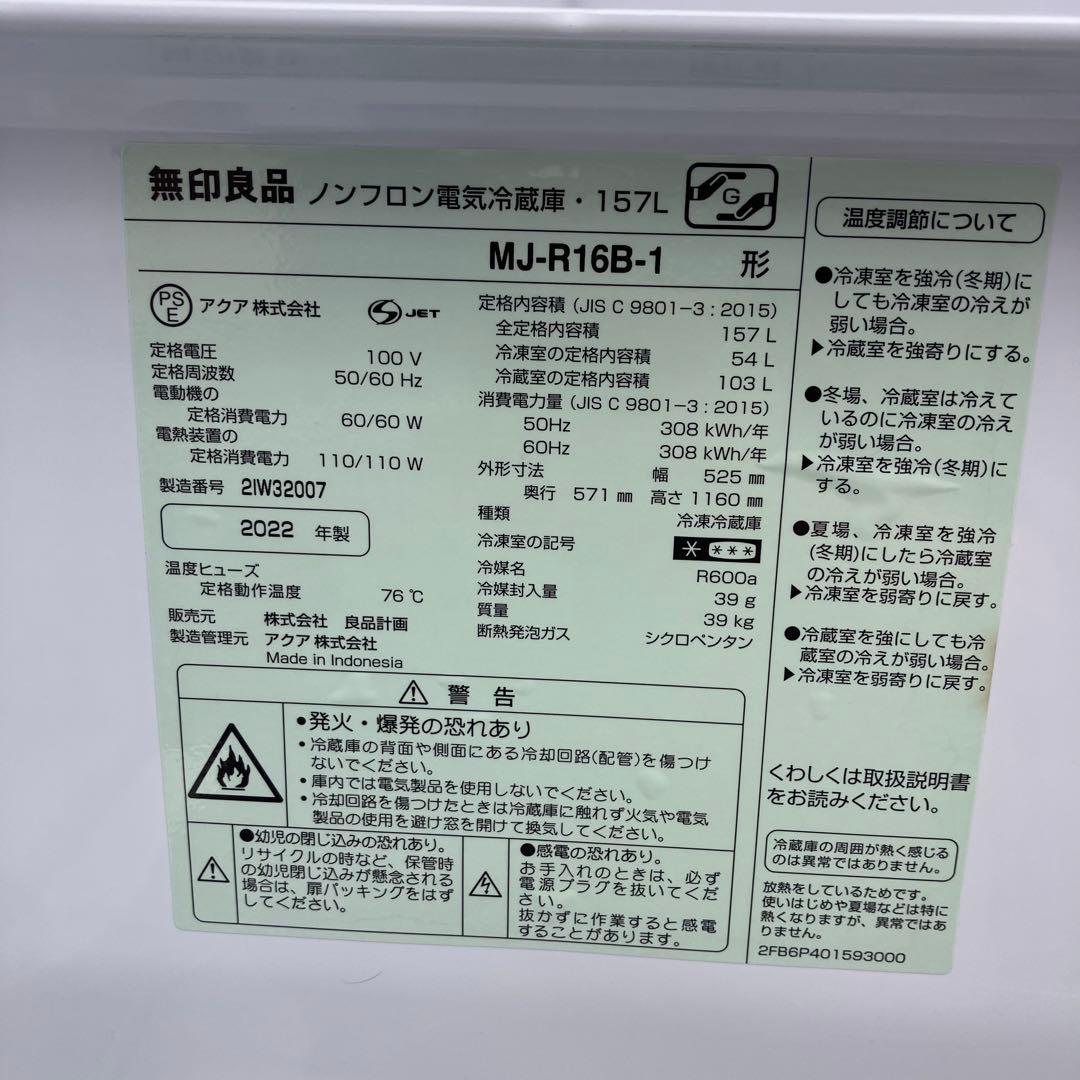 無印良品 ノンフロン電気冷蔵庫・157L G
MJ-R16B-1 形
PS
E アクア 株式会社 JET
定格電圧 100 V
定格周波数 50/60 Hz
電動機の
定格消費電力 60/60 W
電熱装置の
定格消費電力 110/110 W
製造番号 2IW32007
2022 年製
温度ヒューズ
定格動作温度 76 ℃
販売元 株式会社 良品計画
製造管理元 アクア 株式会社
Made in Indonesia
定格内容積 (JIS C 9801-3 : 2015)
全定格内容積 157 L
冷凍室の定格内容積 54 L
冷蔵室の定格内容積 103 L
消費電力量 (JIS C 9801-3 : 2015)
50Hz 308 kWh/年
60Hz 308 kWh/年
外形寸法 幅 525 ㎜
奥行 571 ㎜ 高さ 1160 ㎜
種類 冷凍冷蔵庫
冷凍室の記号 * ***
冷媒名 R600a
冷媒封入量 39 g
質量 39 kg
断熱発泡ガス シクロペンタン
⚠ 警 告
●発火・爆発の恐れあり
・冷蔵庫の背面や側面にある冷却回路(配管)を傷つけ
ないでください。
・庫内では電気製品を使用しないでください。
・冷却回路を傷つけたときは冷蔵庫に触れず火気や電気
製品の使用を避け窓を開けて換気してください。
●幼児の閉じ込みの恐れあり。
リサイクルの時など、保管時
の幼児閉じ込みが懸念される
場合は、扉パッキングをはず
してください。
●感電の恐れあり。
お手入れのときは、必ず
電源プラグを抜いてくだ
さい。
抜かずに作業すると感電
することがあります。
温度調節について
●冷凍室を強冷(冬期)に
しても冷凍室の冷えが
弱い場合。
▶冷蔵室を強寄りにする。
●冬場、冷蔵室は冷えて
いるのに冷凍室の冷え
が弱い場合。
▶冷凍室を強冷(冬期)に
する。
●夏場、冷凍室を強冷
(冬期)にしたら冷蔵室
の冷えが弱い場合。
▶冷凍室を弱寄りに戻す。
●冷蔵室を強にしても冷
蔵室の冷えが弱い場合。
▶冷凍室を弱寄りに戻す。
くわしくは取扱説明書
をお読みください。
冷蔵庫の周囲が熱く感じる
のは異常ではありません。
放熱をしているためです。
使いはじめや夏場などは特に
熱くなりますが、異常ではあ
りません。
2FB6P401593000